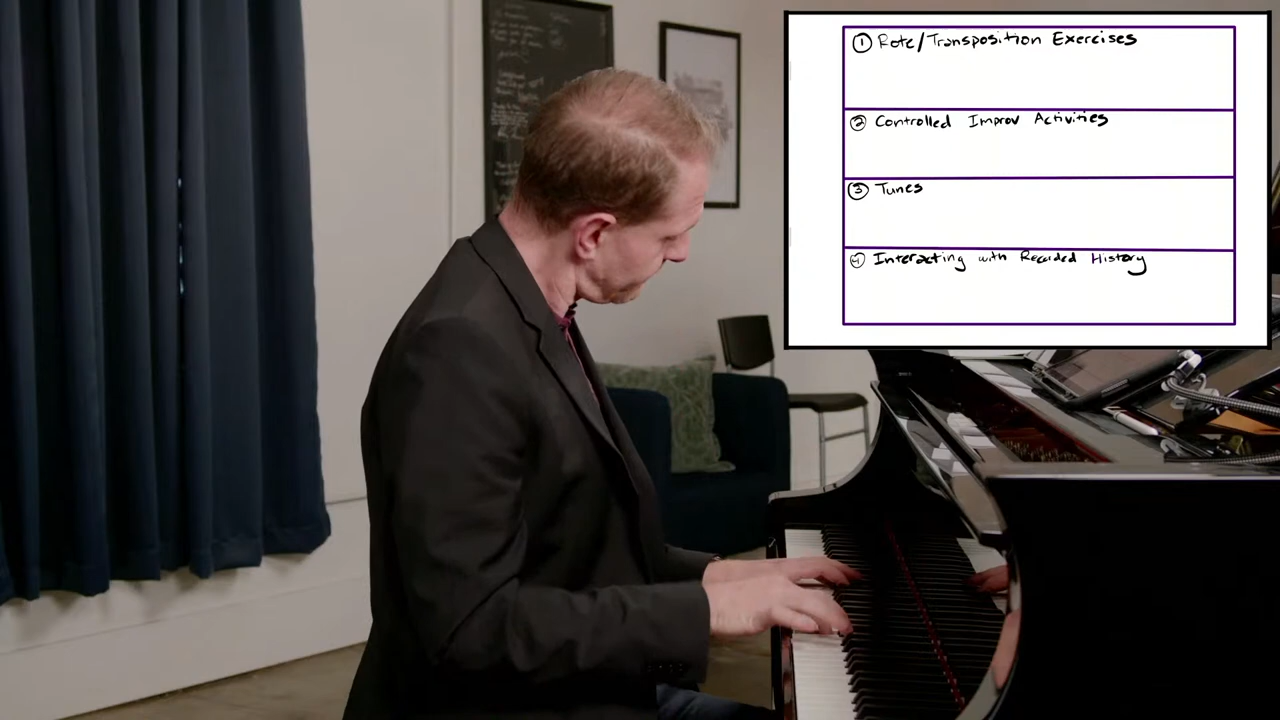 ① Rote/Transposition Exercises
② Controlled Improv Activities
③ Tunes
④ Interacting with Recorded History